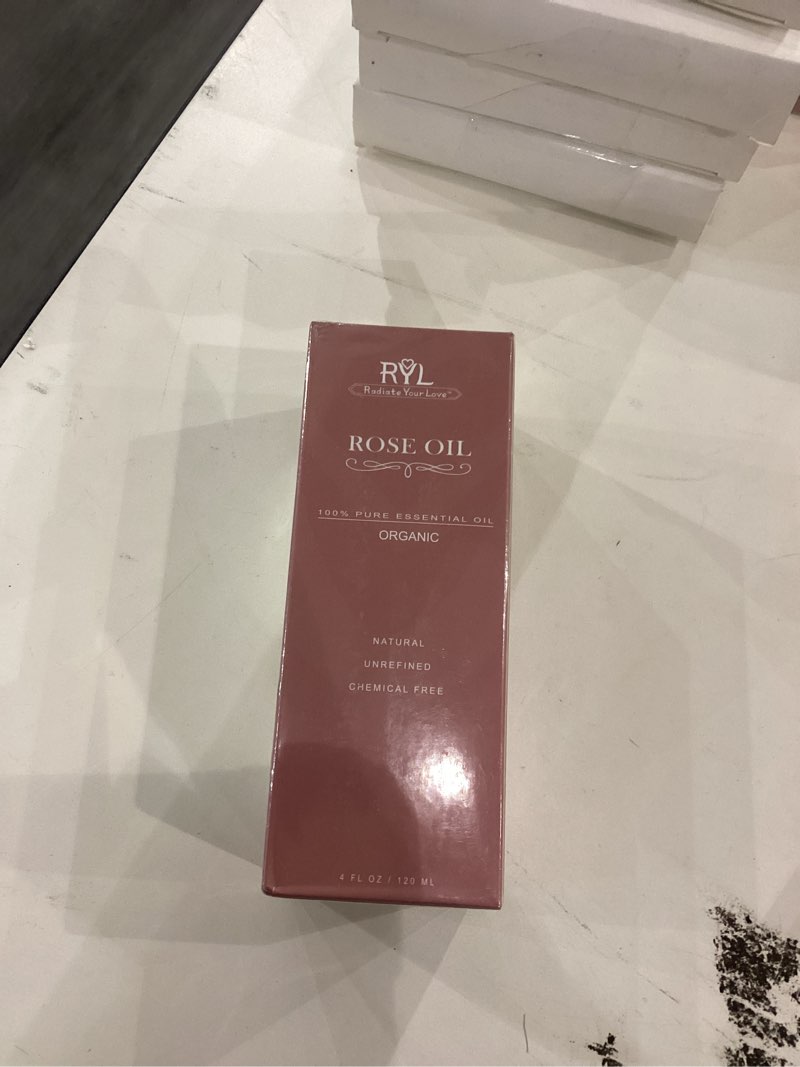 RYL
Radiate Your Love™
ROSE OIL
100% PURE ESSENTIAL OIL
ORGANIC
NATURAL
UNREFINED
CHEMICAL FREE
4 FL OZ / 120 ML